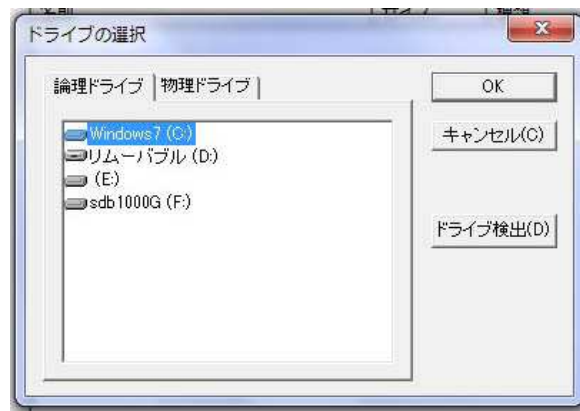 ドライブの選択
論理ドライブ 物理ドライブ
Windows7 (C:)
リムーバブル (D:)
(E:)
sdb1000G (F:)
OK
キャンセル(C)
ドライブ検出(D)